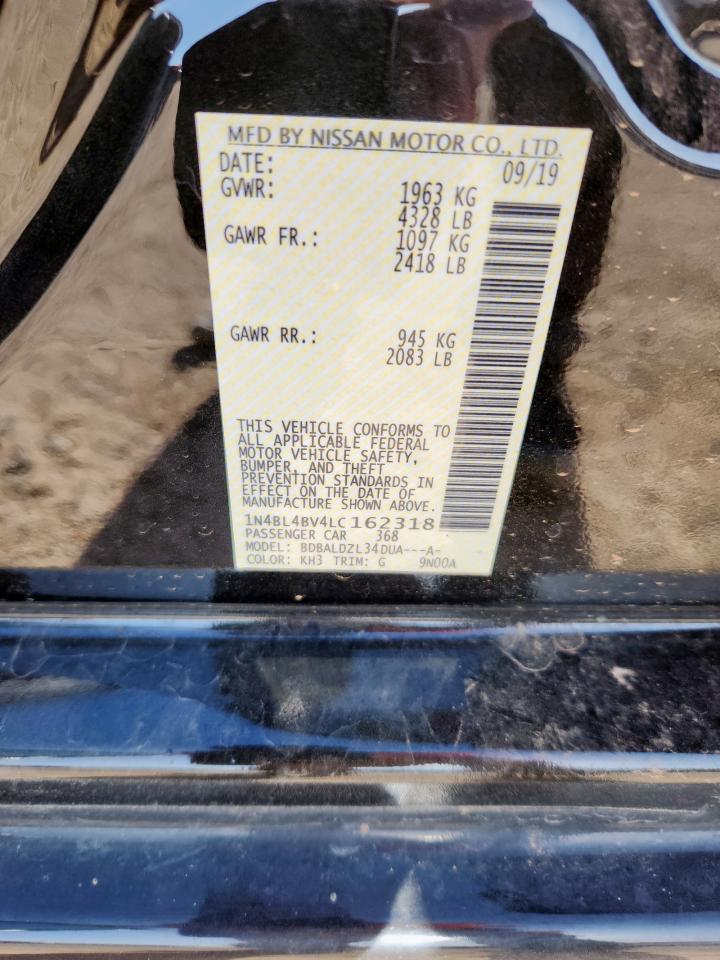 MFD BY NISSAN MOTOR CO., LTD.
DATE: 09/19
GVWR: 1963 KG
4328 LB
GAWR FR.: 1097 KG
2418 LB
GAWR RR.: 945 KG
2083 LB
THIS VEHICLE CONFORMS TO
ALL APPLICABLE FEDERAL
MOTOR VEHICLE SAFETY,
BUMPER, AND THEFT
PREVENTION STANDARDS IN
EFFECT ON THE DATE OF
MANUFACTURE SHOWN ABOVE.
1N4BL4BV4LC162318
PASSENGER CAR 368
MODEL: BDBALDZL34DUA---A-
COLOR: KH3 TRIM: G 9N00A